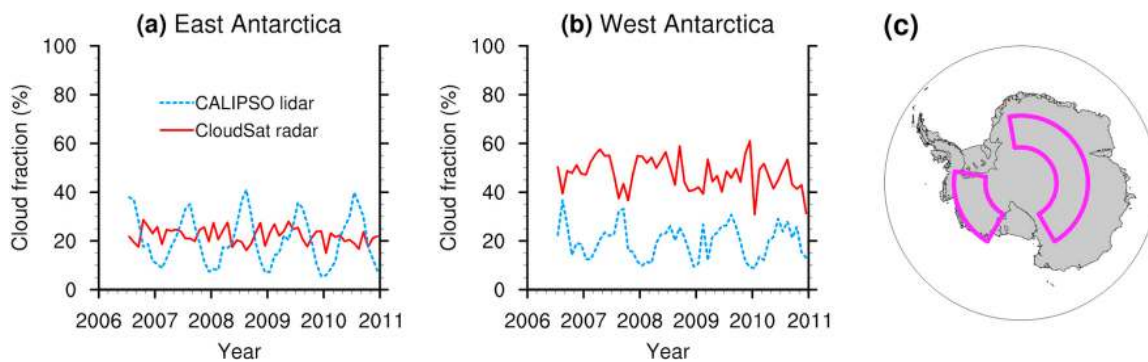 (a) East Antarctica
Cloud fraction (%)
100
80
60
40
20
0
CALIPSO lidar
CloudSat radar
2006 2007 2008 2009 2010 2011
Year
(b) West Antarctica
Cloud fraction (%)
100
80
60
40
20
0
2006 2007 2008 2009 2010 2011
Year
(c)